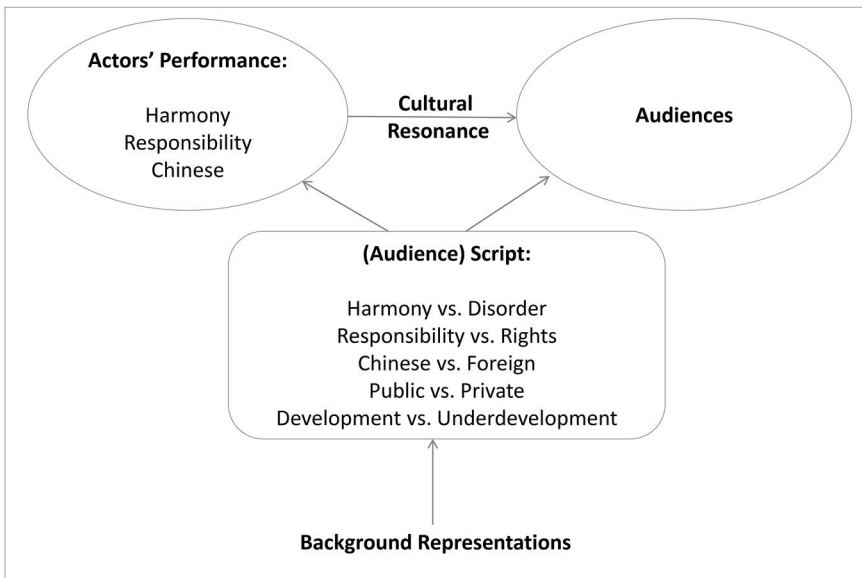 Actors' Performance:
Harmony
Responsibility
Chinese
Cultural
Resonance
Audiences
(Audience) Script:
Harmony vs. Disorder
Responsibility vs. Rights
Chinese vs. Foreign
Public vs. Private
Development vs. Underdevelopment
Background Representations